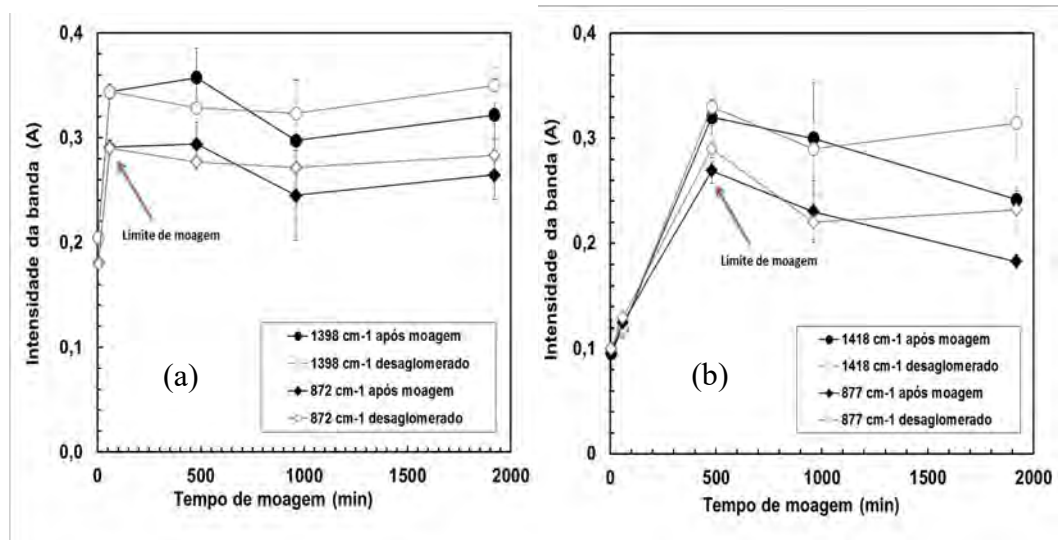 0,4
0,3
0,2
0,1
0,0
Intensidade da banda (A)
Limite de moagem
(a)
1398 cm-1 após moagem
1398 cm-1 desaglomerado
872 cm-1 após moagem
872 cm-1 desaglomerado
0 500 1000 1500 2000
Tempo de moagem (min)
0,4
0,3
0,2
0,1
0
Intensidade da banda (A)
Limite de moagem
(b)
1418 cm-1 após moagem
1418 cm-1 desaglomerado
877 cm-1 após moagem
877 cm-1 desaglomerado
0 500 1000 1500 2000
Tempo de moagem (min)